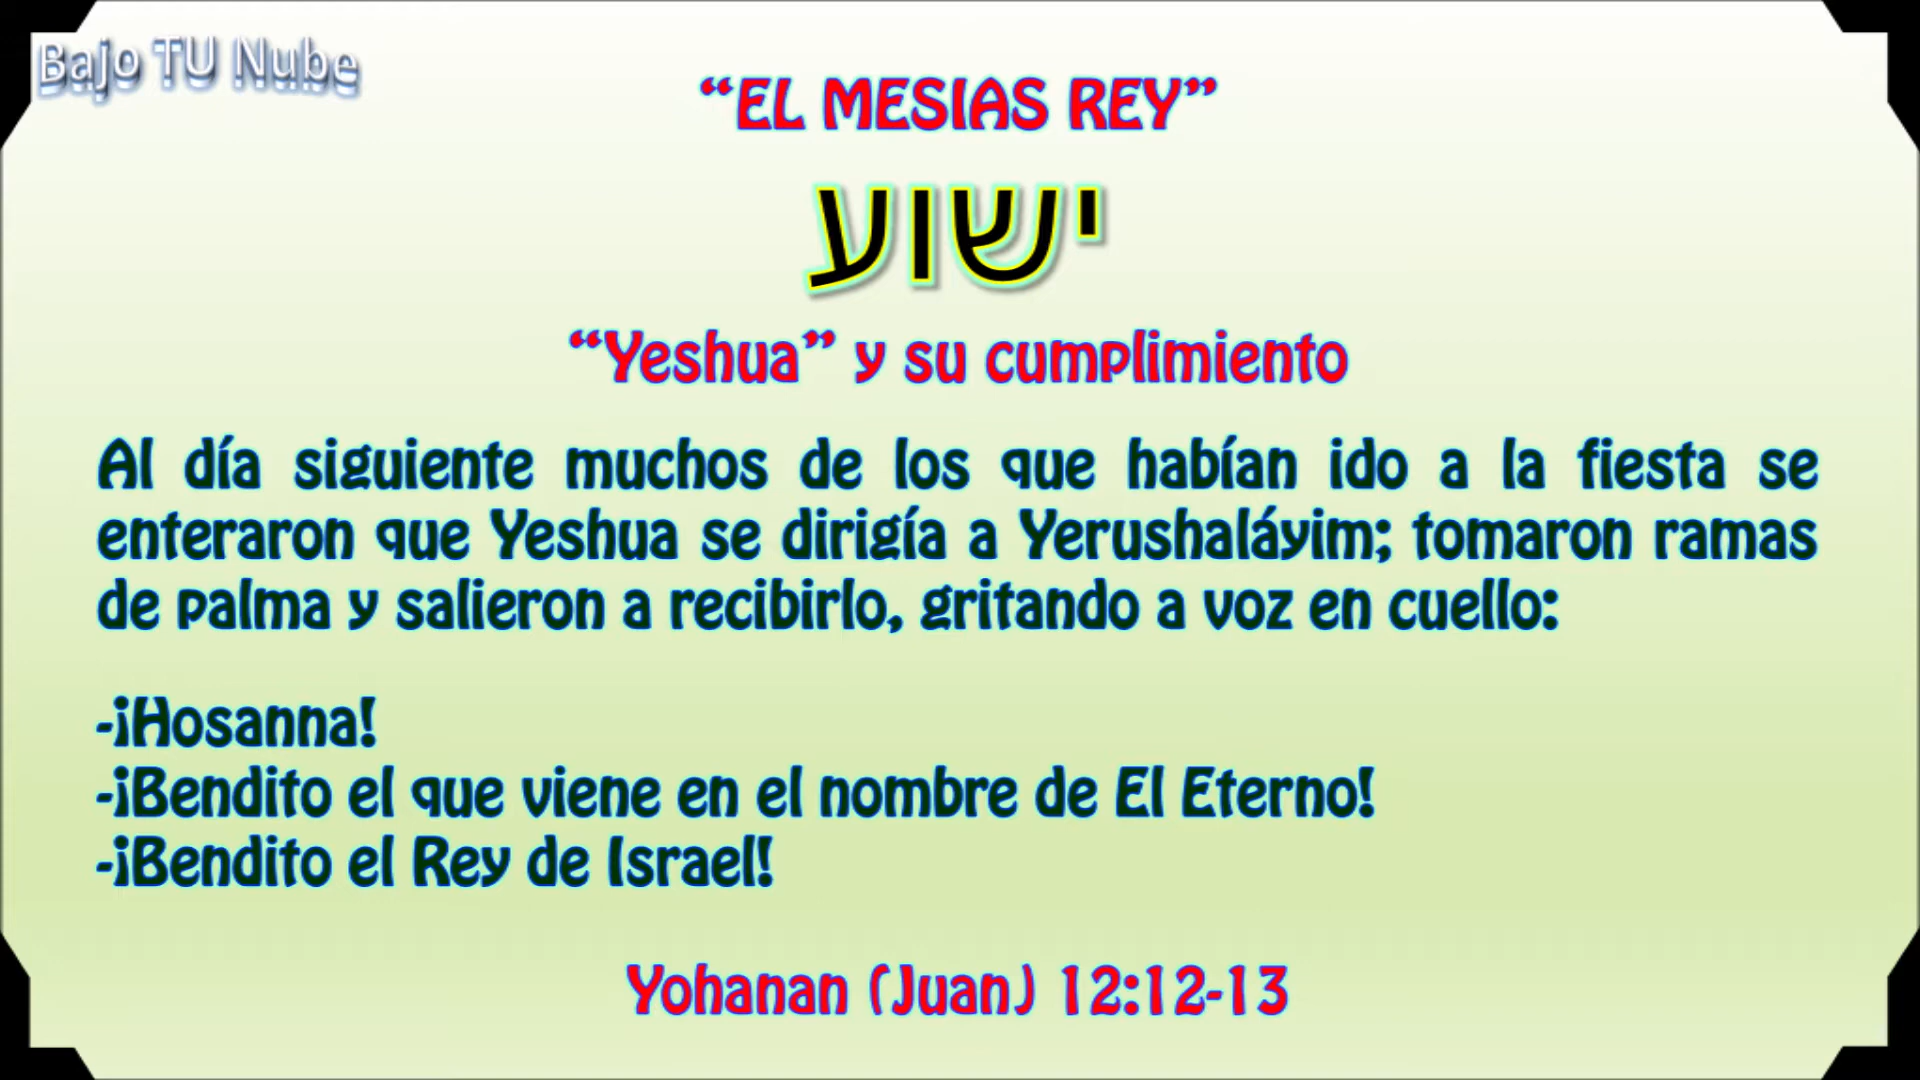 Bajo TU Nube
“EL MESIAS REY”
ישוע
“Yeshua” y su cumplimiento
Al día siguiente muchos de los que habían ido a la fiesta se
enteraron que Yeshua se dirigía a Yerushaláyim; tomaron ramas
de palma y salieron a recibirlo, gritando a voz en cuello:
-¡Hosanna!
-¡Bendito el que viene en el nombre de El Eterno!
-¡Bendito el Rey de Israel!
Yohanan (Juan) 12:12-13